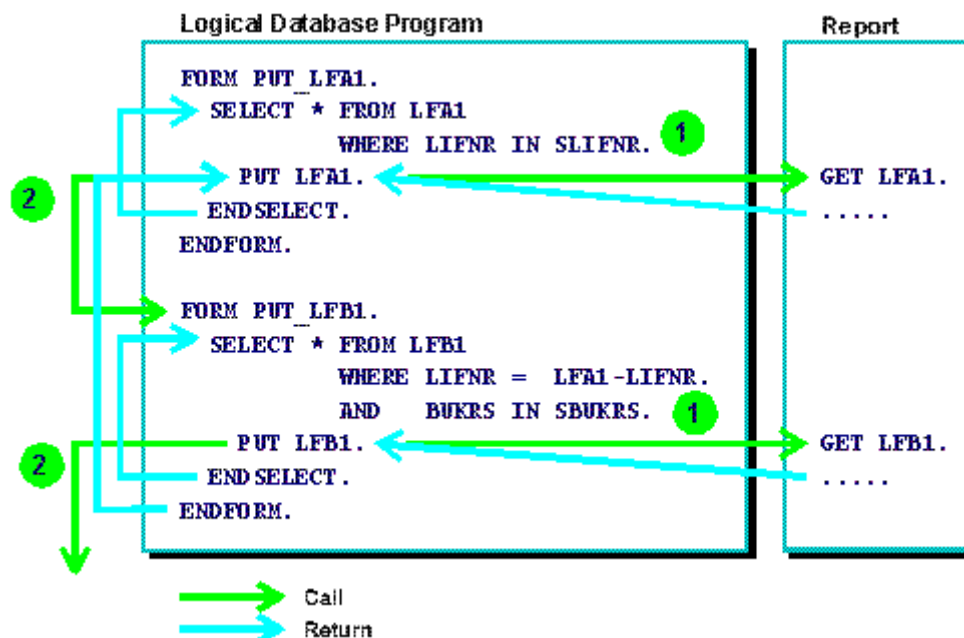 Logical Database Program
Report
FORM PUT_LFA1.
SELECT * FROM LFA1
WHERE LIFNR IN SLIFNR.
1
PUT LFA1.
GET LFA1.
2
ENDSELECT.
.....
ENDFORM.
FORM PUT_LFB1.
SELECT * FROM LFB1
WHERE LIFNR = LFA1-LIFNR.
AND BUKRS IN SBUKRS.
1
PUT LFB1.
GET LFB1.
2
ENDSELECT.
.....
ENDFORM.
Call
Return